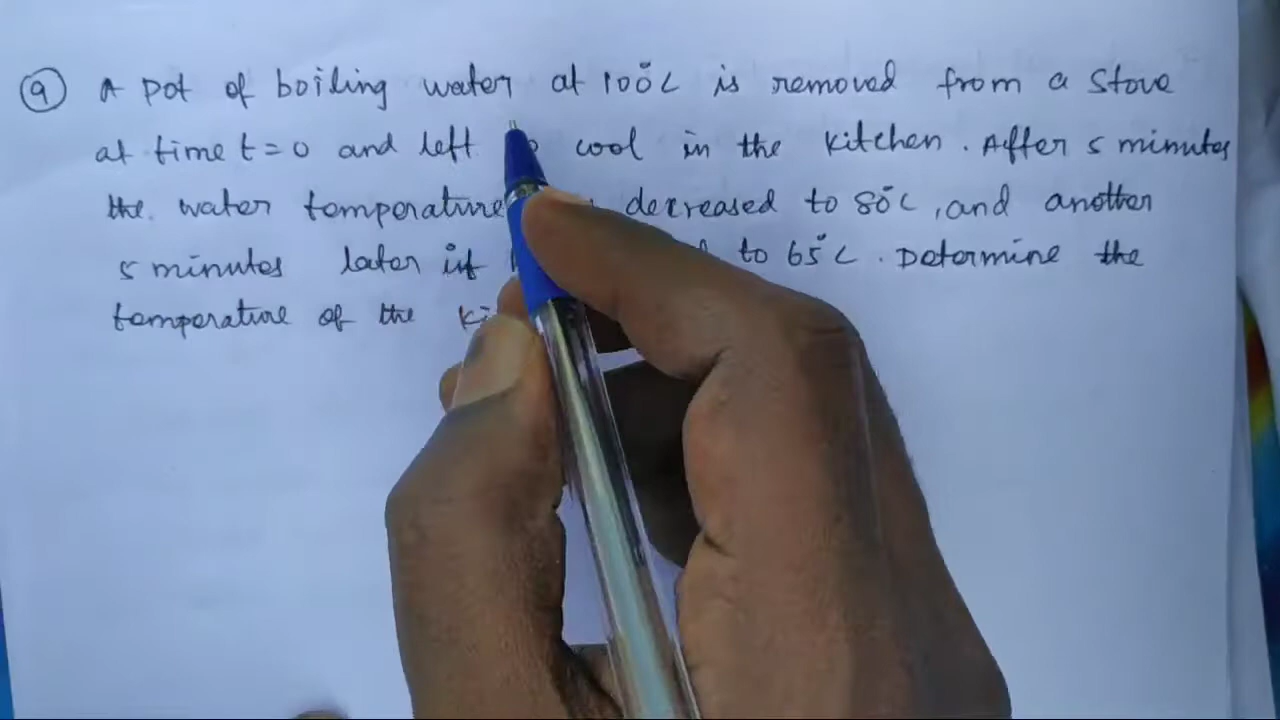 9 A pot of boiling water at 100°C is removed from a stove
at time t = 0 and left cool in the kitchen. After 5 minutes
the water temperature decreased to 80°C, and another
5 minutes later it to 65°C. Determine the
temperature of the